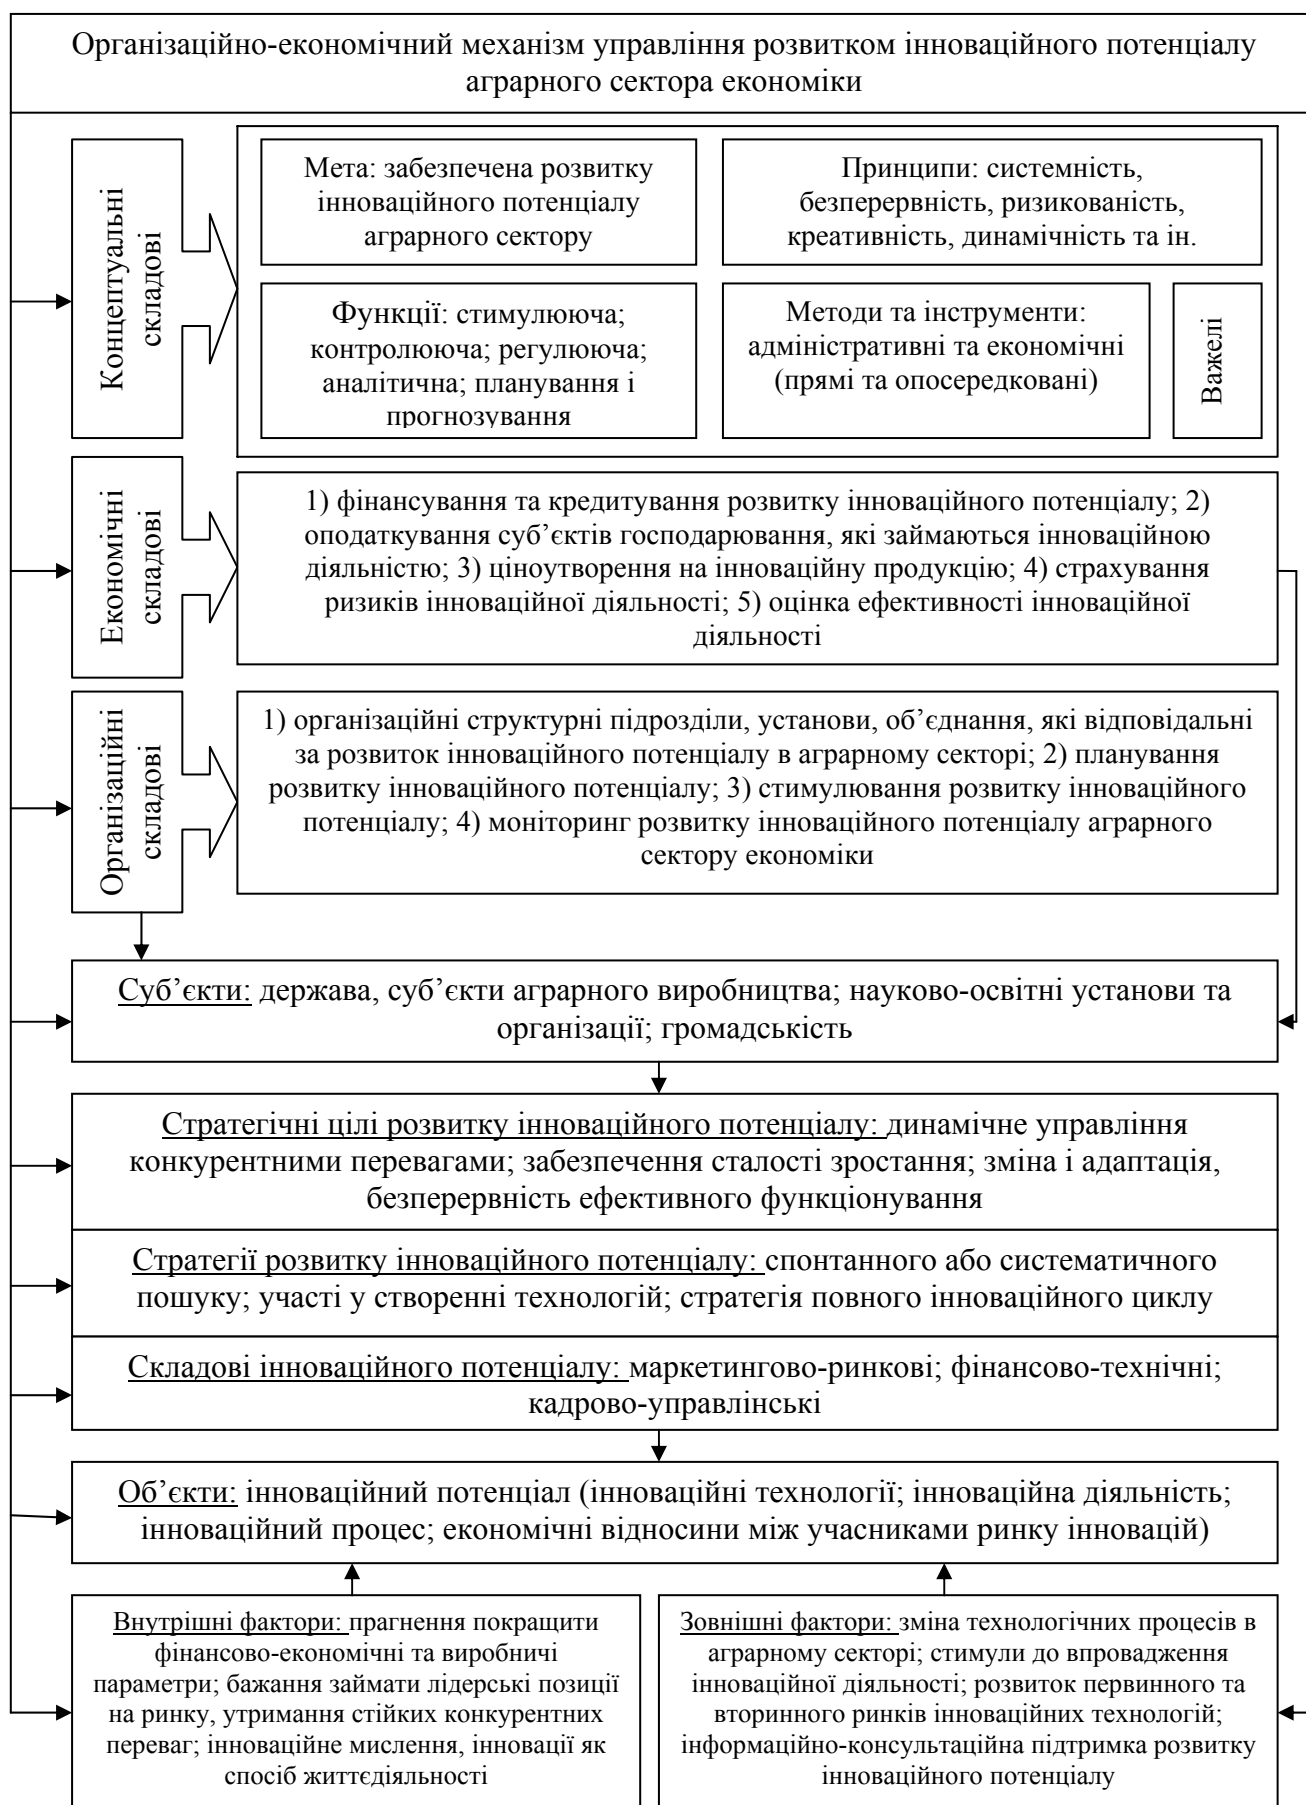 Організаційно-економічний механізм управління розвитком інноваційного потенціалу
аграрного сектора економіки
Концептуальні
складові
Мета: забезпечена розвитку
інноваційного потенціалу
аграрного сектору
Принципи: системність,
безперервність, ризикованість,
креативність, динамічність та ін.
Функції: стимулююча;
контролююча; регулююча;
аналітична; планування і
прогнозування
Методи та інструменти:
адміністративні та економічні
(прямі та опосередковані)
Важелі
Економічні
складові
1) фінансування та кредитування розвитку інноваційного потенціалу; 2)
оподаткування суб’єктів господарювання, які займаються інноваційною
діяльністю; 3) ціноутворення на інноваційну продукцію; 4) страхування
ризиків інноваційної діяльності; 5) оцінка ефективності інноваційної
діяльності
Організаційні
складові
1) організаційні структурні підрозділи, установи, об’єднання, які відповідальні
за розвиток інноваційного потенціалу в аграрному секторі; 2) планування
розвитку інноваційного потенціалу; 3) стимулювання розвитку інноваційного
потенціалу; 4) моніторинг розвитку інноваційного потенціалу аграрного
сектору економіки
Суб’єкти: держава, суб’єкти аграрного виробництва; науково-освітні установи та
організації; громадськість
Стратегічні цілі розвитку інноваційного потенціалу: динамічне управління
конкурентними перевагами; забезпечення сталості зростання; зміна і адаптація,
безперервність ефективного функціонування
Стратегії розвитку інноваційного потенціалу: спонтанного або систематичного
пошуку; участі у створенні технологій; стратегія повного інноваційного циклу
Складові інноваційного потенціалу: маркетингово-ринкові; фінансово-технічні;
кадрово-управлінські
Об’єкти: інноваційний потенціал (інноваційні технології; інноваційна діяльність;
інноваційний процес; економічні відносини між учасниками ринку інновацій)
Внутрішні фактори: прагнення покращити
фінансово-економічні та виробничі
параметри; бажання займати лідерські позиції
на ринку, утримання стійких конкурентних
переваг; інноваційне мислення, інновації як
спосіб життєдіяльності
Зовнішні фактори: зміна технологічних процесів в
аграрному секторі; стимули до впровадження
інноваційної діяльності; розвиток первинного та
вторинного ринків інноваційних технологій;
інформаційно-консультаційна підтримка розвитку
інноваційного потенціалу